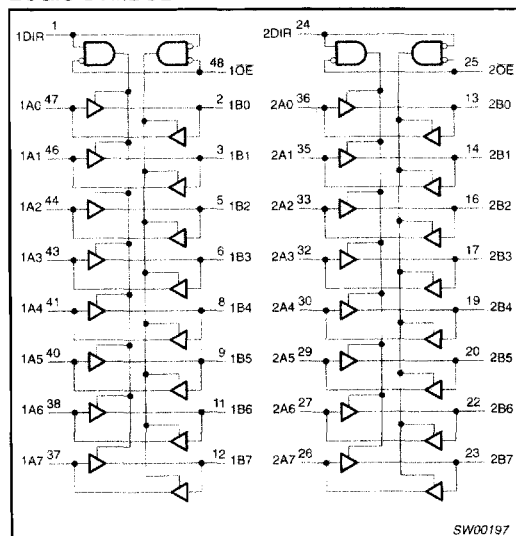 1DIR 1
48 1OE
1A0 47 2 1B0
1A1 46 3 1B1
1A2 44 5 1B2
1A3 43 6 1B3
1A4 41 8 1B4
1A5 40 9 1B5
1A6 38 11 1B6
1A7 37 12 1B7
2DIR 24
25 2OE
2A0 36 13 2B0
2A1 35 14 2B1
2A2 33 16 2B2
2A3 32 17 2B3
2A4 30 19 2B4
2A5 29 20 2B5
2A6 27 22 2B6
2A7 26 23 2B7
SW00197